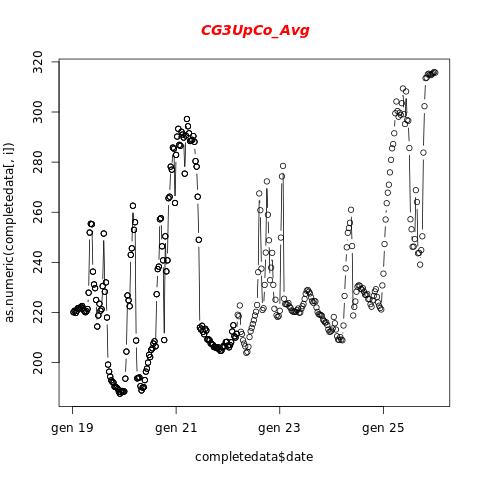 CG3UpCo_Avg
as.numeric(completedata[, i])
320
300
280
260
240
220
200
gen 19
gen 21
gen 23
gen 25
completedata$date